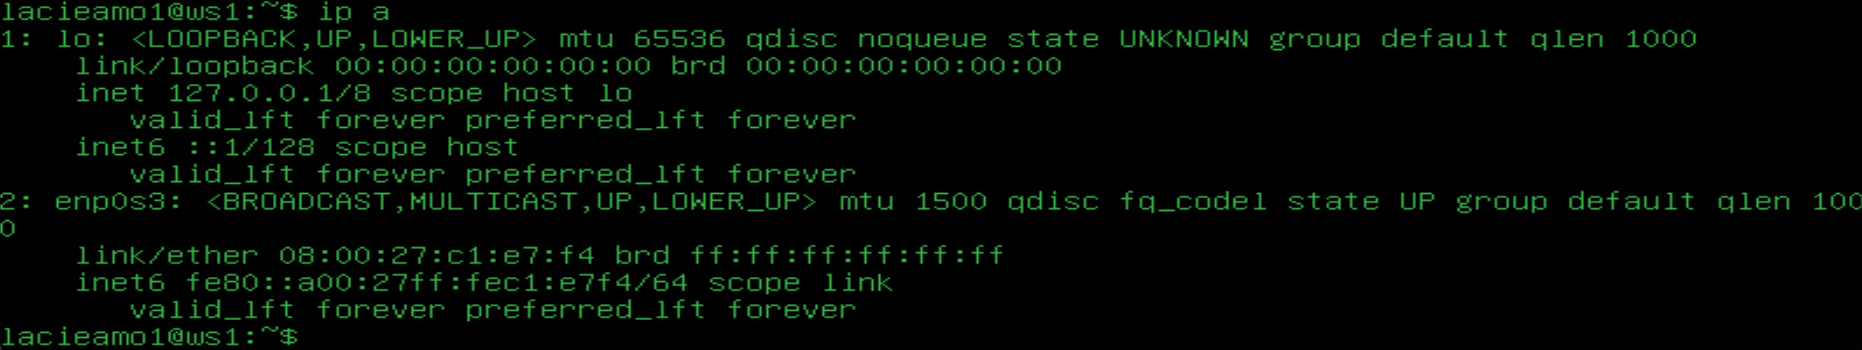 lacieamo1@ws1:~$ ip a
1: lo: <LOOPBACK,UP,LOWER_UP> mtu 65536 qdisc noqueue state UNKNOWN group default qlen 1000
    link/loopback 00:00:00:00:00:00 brd 00:00:00:00:00:00
    inet 127.0.0.1/8 scope host lo
       valid_lft forever preferred_lft forever
    inet6 ::1/128 scope host
       valid_lft forever preferred_lft forever
2: enp0s3: <BROADCAST,MULTICAST,UP,LOWER_UP> mtu 1500 qdisc fq_codel state UP group default qlen 100
0
    link/ether 08:00:27:c1:e7:f4 brd ff:ff:ff:ff:ff:ff
    inet6 fe80::a00:27ff:fec1:e7f4/64 scope link
       valid_lft forever preferred_lft forever
lacieamo1@ws1:~$